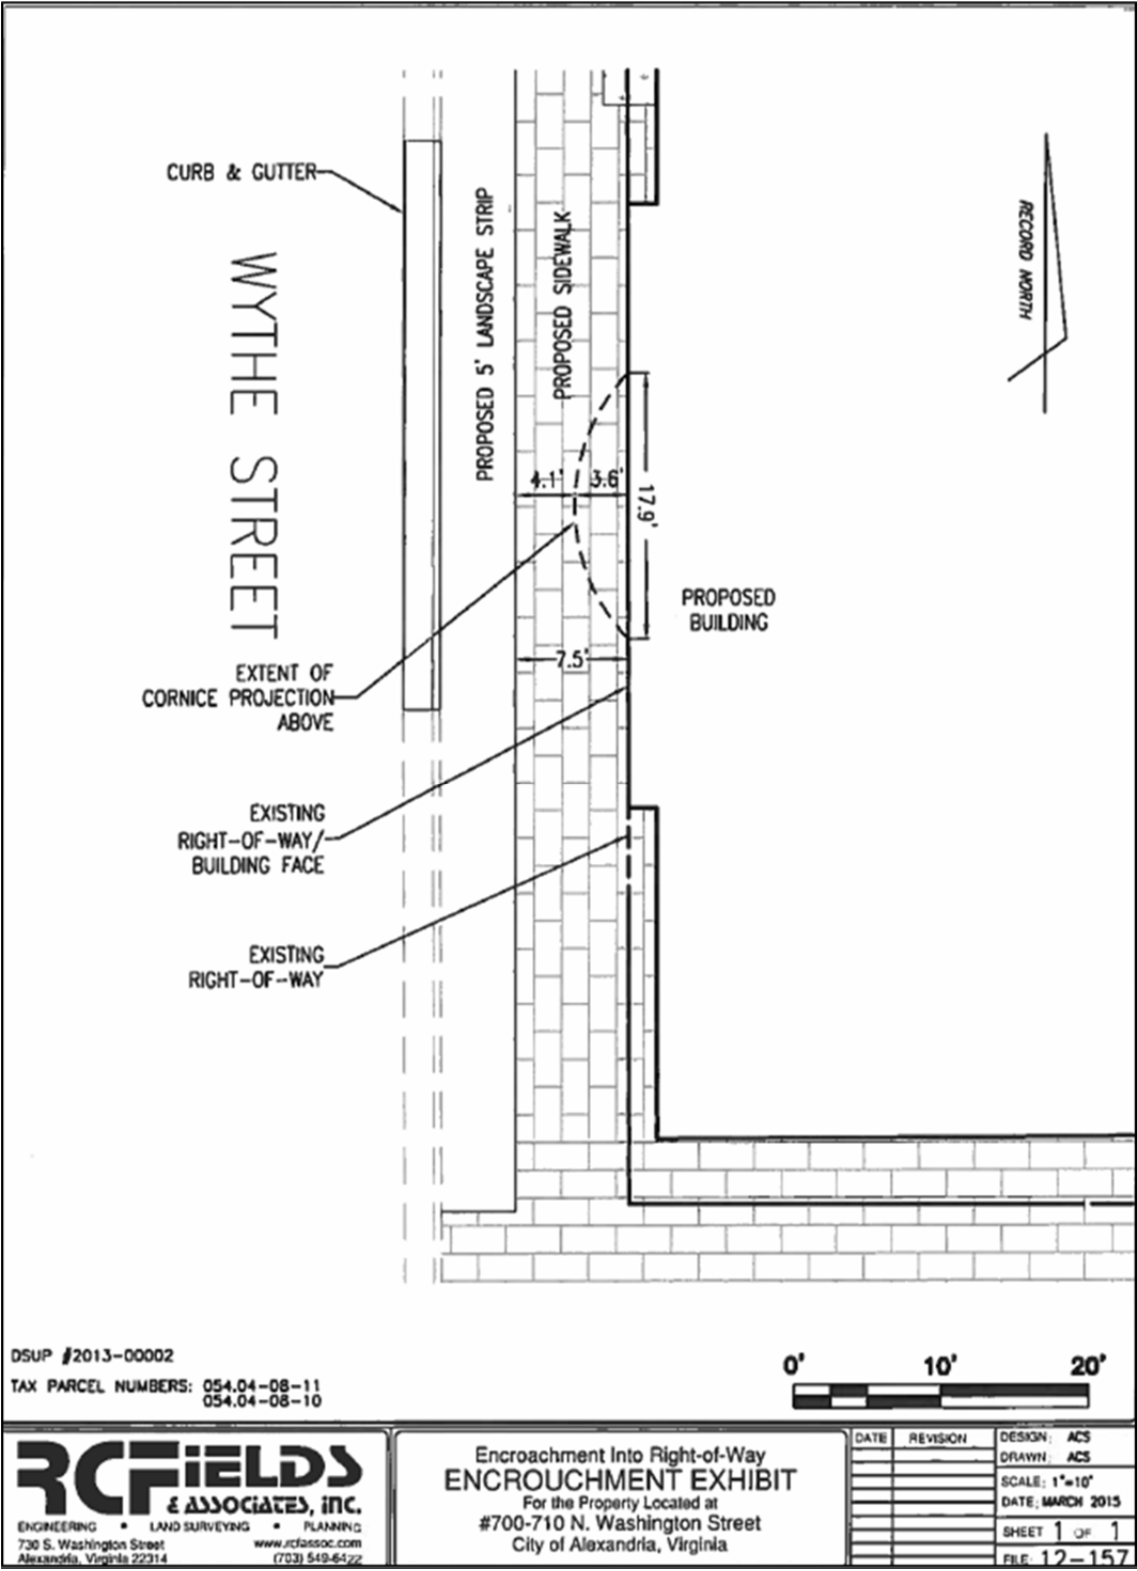 CURB & GUTTER
WYTHE STREET
PROPOSED 5' LANDSCAPE STRIP
PROPOSED SIDEWALK
RECORD NORTH
4.1'
3.6'
17.9'
PROPOSED
BUILDING
7.5'
EXTENT OF
CORNICE PROJECTION
ABOVE
EXISTING
RIGHT-OF-WAY/
BUILDING FACE
EXISTING
RIGHT-OF-WAY
DSUP #2013-00002
TAX PARCEL NUMBERS: 054.04-08-11
054.04-08-10
0' 10' 20'
RCFIELDS
& ASSOCIATES, INC.
ENGINEERING • LAND SURVEYING • PLANNING
730 S. Washington Street www.rcfassoc.com
Alexandria, Virginia 22314 (703) 549-6422
Encroachment Into Right-of-Way
ENCROUCHMENT EXHIBIT
For the Property Located at
#700-710 N. Washington Street
City of Alexandria, Virginia
DATE REVISION
DESIGN: ACS
DRAWN: ACS
SCALE: 1"=10'
DATE: MARCH 2015
SHEET 1 OF 1
FILE: 12-157